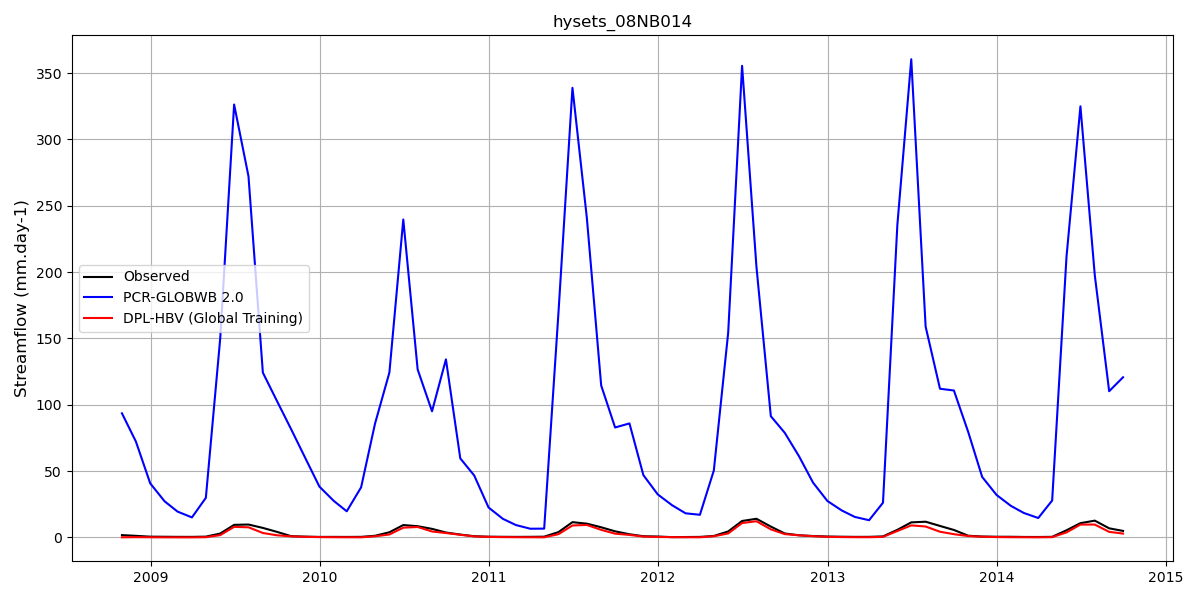 hysets_08NB014
Streamflow (mm.day-1)
350
300
250
200
150
100
50
0
Observed
PCR-GLOBWB 2.0
DPL-HBV (Global Training)
2009 2010 2011 2012 2013 2014 2015